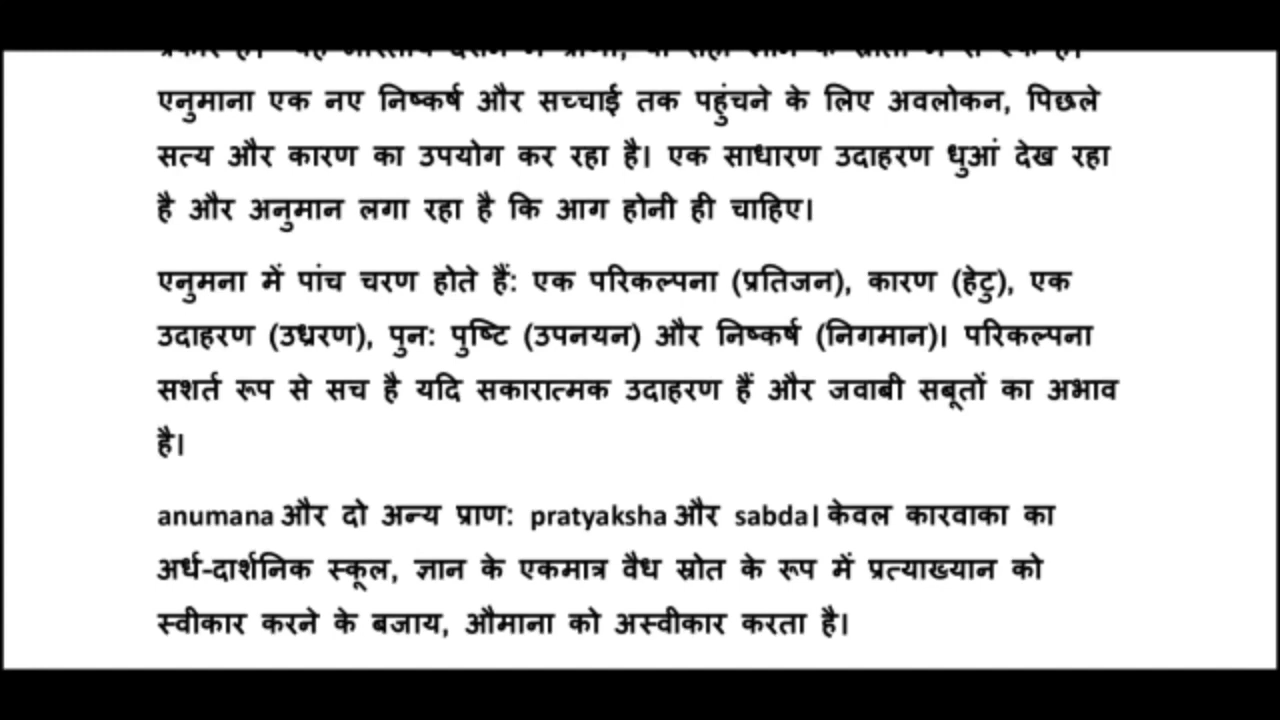 एनुमाना एक नए निष्कर्ष और सच्चाई तक पहुंचने के लिए अवलोकन, पिछले
सत्य और कारण का उपयोग कर रहा है। एक साधारण उदाहरण धुआं देख रहा
है और अनुमान लगा रहा है कि आग होनी ही चाहिए।
एनुमना में पांच चरण होते हैं: एक परिकल्पना (प्रतिजन), कारण (हेटु), एक
उदाहरण (उध्ररण), पुन: पुष्टि (उपनयन) और निष्कर्ष (निगमान)। परिकल्पना
सशर्त रूप से सच है यदि सकारात्मक उदाहरण हैं और जवाबी सबूतों का अभाव
है।
anumana और दो अन्य प्राण: pratyaksha और sabda। केवल कारवाका का
अर्ध-दार्शनिक स्कूल, ज्ञान के एकमात्र वैध स्रोत के रूप में प्रत्याख्यान को
स्वीकार करने के बजाय, औमाना को अस्वीकार करता है।